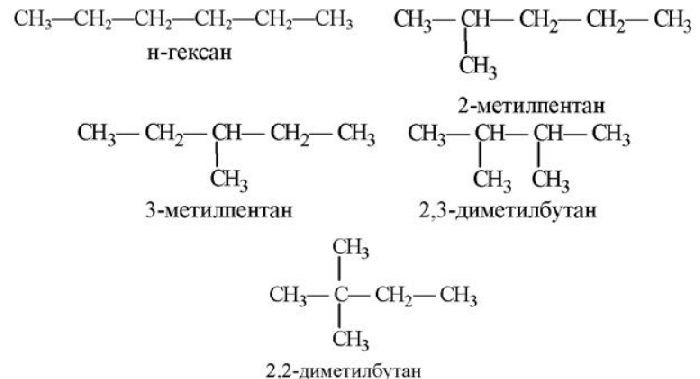 CH₃—CH₂—CH₂—CH₂—CH₂—CH₃
н-гексан
CH₃—CH—CH₂—CH₂—CH₃
CH₃
2-метилпентан
CH₃—CH₂—CH—CH₂—CH₃
CH₃
3-метилпентан
CH₃—CH—CH—CH₃
CH₃ CH₃
2,3-диметилбутан
CH₃
CH₃—C—CH₂—CH₃
CH₃
2,2-диметилбутан